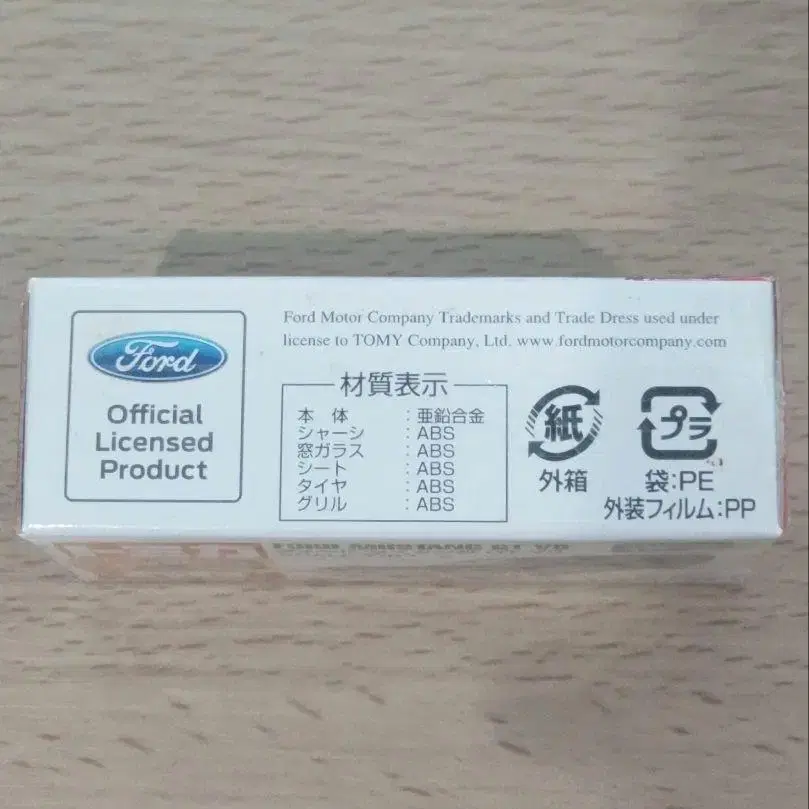 Ford
Official
Licensed
Product
Ford Motor Company Trademarks and Trade Dress used under
license to TOMY Company, Ltd. www.fordmotorcompany.com
材質表示
本体 : 亜鉛合金
シャーシ : ABS
窓ガラス : ABS
シート : ABS
タイヤ : ABS
グリル : ABS
紙
外箱
プラ
袋:PE
外装フィルム:PP